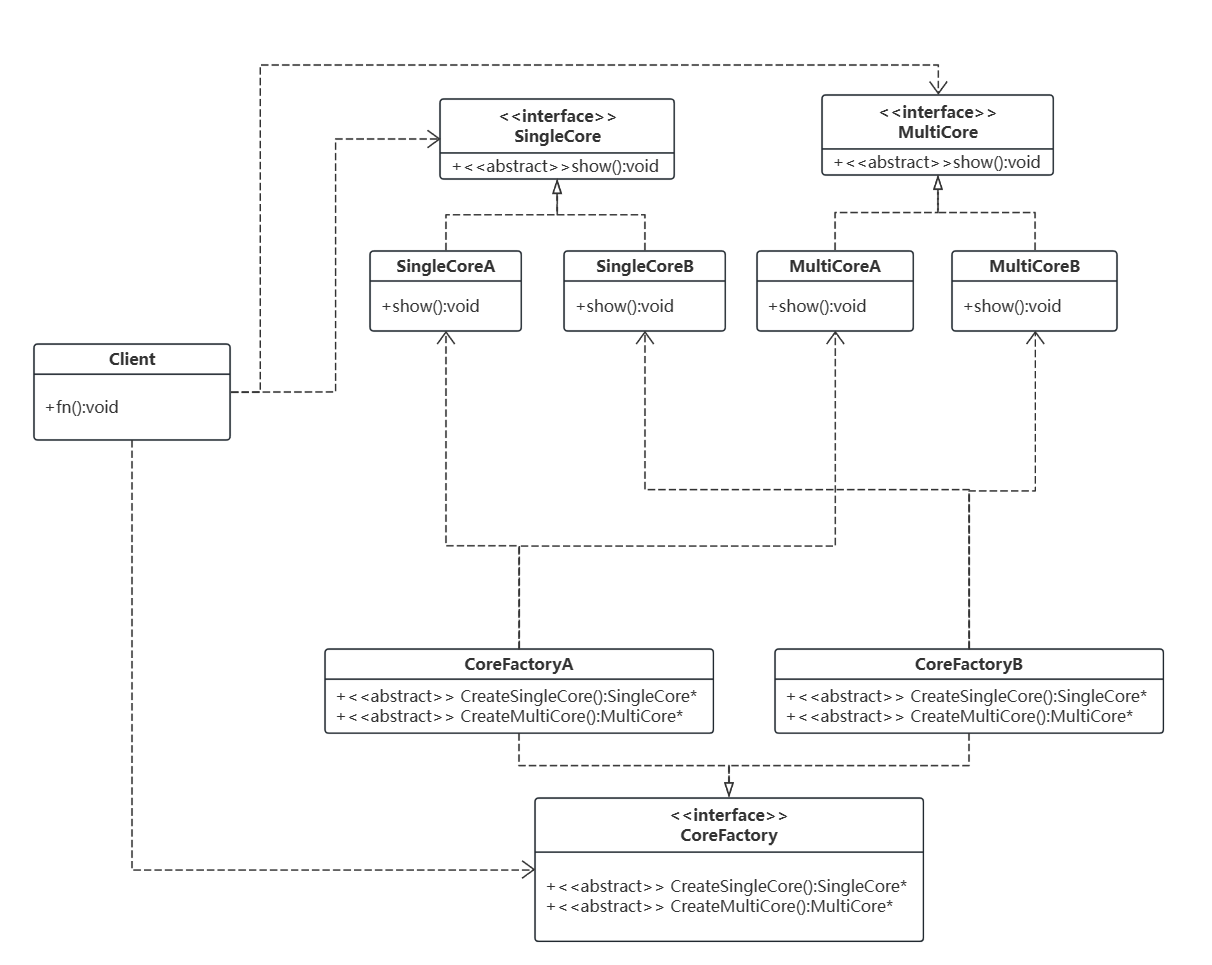 <<interface>>
SingleCore
+<<abstract>>show():void
<<interface>>
MultiCore
+<<abstract>>show():void
SingleCoreA
+show():void
SingleCoreB
+show():void
MultiCoreA
+show():void
MultiCoreB
+show():void
Client
+fn():void
CoreFactoryA
+<<abstract>> CreateSingleCore():SingleCore*
+<<abstract>> CreateMultiCore():MultiCore*
CoreFactoryB
+<<abstract>> CreateSingleCore():SingleCore*
+<<abstract>> CreateMultiCore():MultiCore*
<<interface>>
CoreFactory
+<<abstract>> CreateSingleCore():SingleCore*
+<<abstract>> CreateMultiCore():MultiCore*